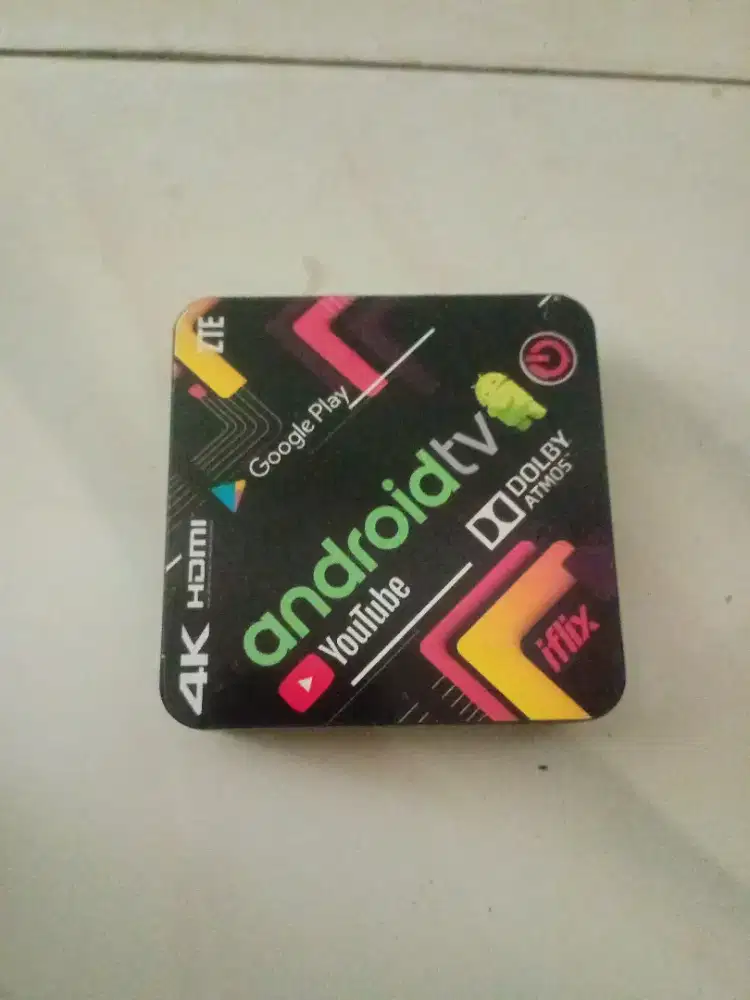 ZTE
Google Play
androidtv
DOLBY
ATMOS
YouTube
4K HDMI
iflix